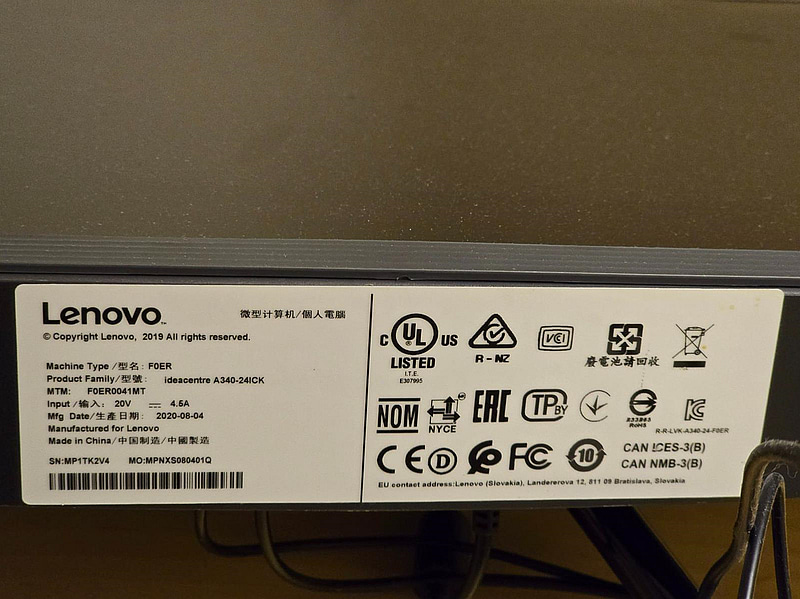 Lenovo™
微型计算机/個人電腦
© Copyright Lenovo, 2019 All rights reserved.
Machine Type /型名: F0ER
Product Family/型號: ideacentre A340-24ICK
MTM: F0ER0041MT
Input /输入: 20V ⎓ 4.5A
Mfg Date/生產日期: 2020-08-04
Manufactured for Lenovo
Made in China/中国制造/中國製造
SN:MP1TK2V4 MO:MPNXS080401Q
C UL US
LISTED
I.T.E.
E307995
R-NZ
VCI
廢電池請回收
NOM
NYCE
EAC
TP BY
R33B65
RoHS
R-R-LVK-A340-24-F0ER
CE D FC 10
CAN ICES-3(B)
CAN NMB-3(B)
EU contact address:Lenovo (Slovakia), Landererova 12, 811 09 Bratislava, Slovakia